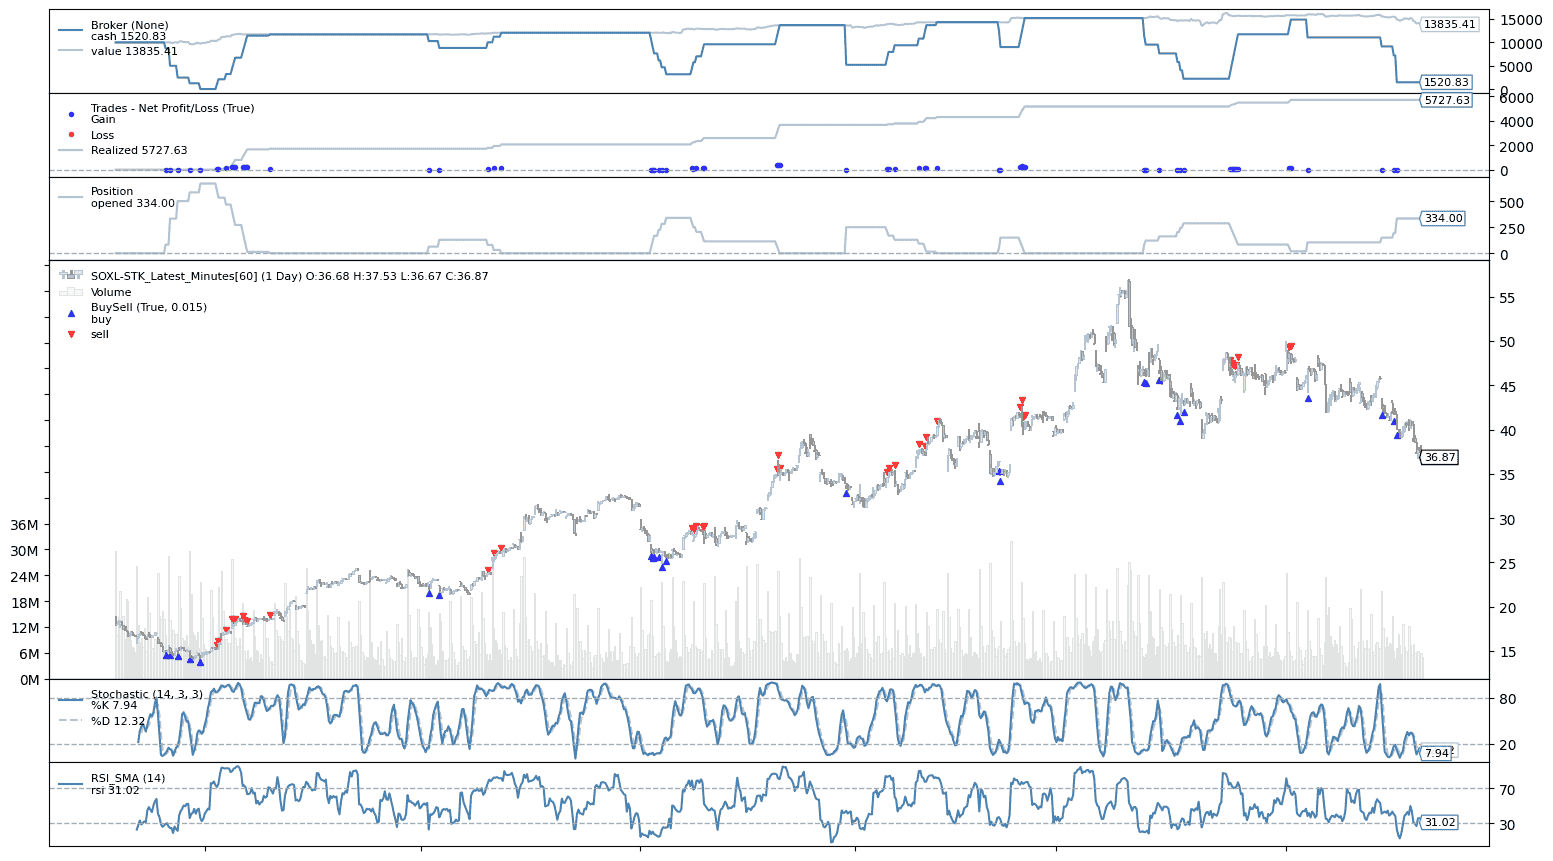 Broker (None)
cash 1520.83
value 13835.41
15000
13835.41
10000
5000
1520.83
0
Trades - Net Profit/Loss (True)
Gain
Loss
Realized 5727.63
6000
5727.63
4000
2000
0
Position
opened 334.00
500
250
334.00
0
SOXL-STK_Latest_Minutes[60] (1 Day) O:36.68 H:37.53 L:36.67 C:36.87
Volume
BuySell (True, 0.015)
buy
sell
55
50
45
40
36.87
35
30
25
20
15
36M
30M
24M
18M
12M
6M
0M
Stochastic (14, 3, 3)
%K 7.94
%D 12.32
80
20
7.94
RSI_SMA (14)
rsi 31.02
70
30
31.02